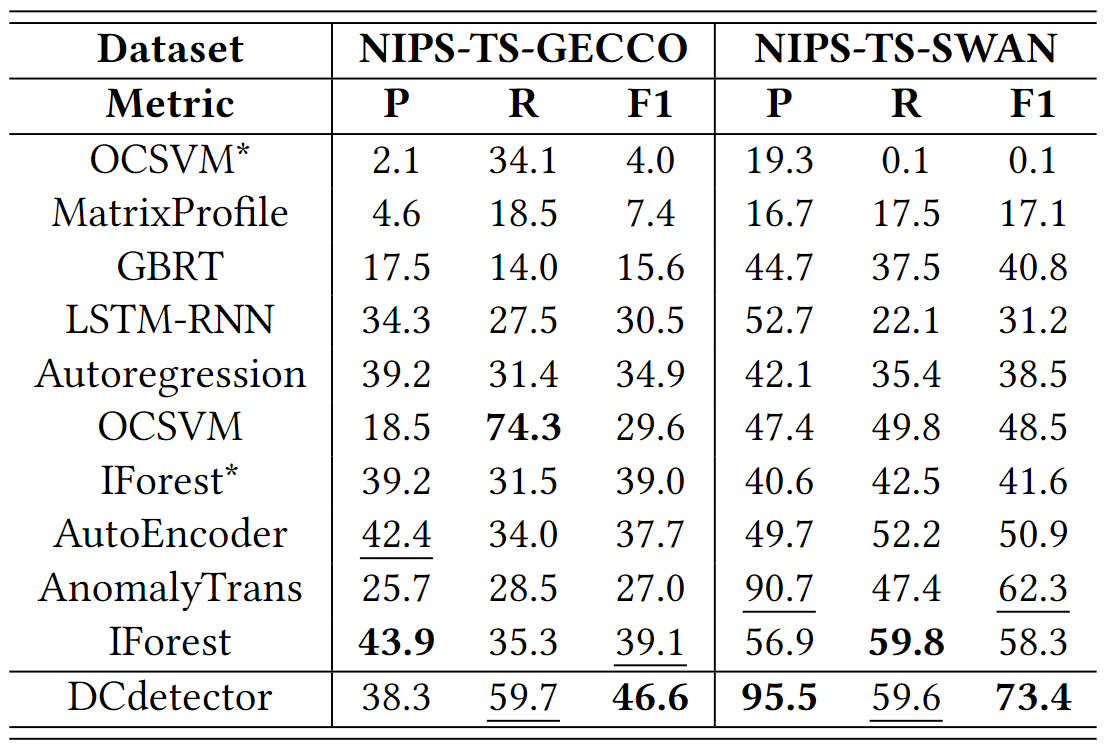 Dataset NIPS-TS-GECCO NIPS-TS-SWAN
Metric P R F1 P R F1
OCSVM* 2.1 34.1 4.0 19.3 0.1 0.1
MatrixProfile 4.6 18.5 7.4 16.7 17.5 17.1
GBRT 17.5 14.0 15.6 44.7 37.5 40.8
LSTM-RNN 34.3 27.5 30.5 52.7 22.1 31.2
Autoregression 39.2 31.4 34.9 42.1 35.4 38.5
OCSVM 18.5 74.3 29.6 47.4 49.8 48.5
IForest* 39.2 31.5 39.0 40.6 42.5 41.6
AutoEncoder 42.4 34.0 37.7 49.7 52.2 50.9
AnomalyTrans 25.7 28.5 27.0 90.7 47.4 62.3
IForest 43.9 35.3 39.1 56.9 59.8 58.3
DCdetector 38.3 59.7 46.6 95.5 59.6 73.4